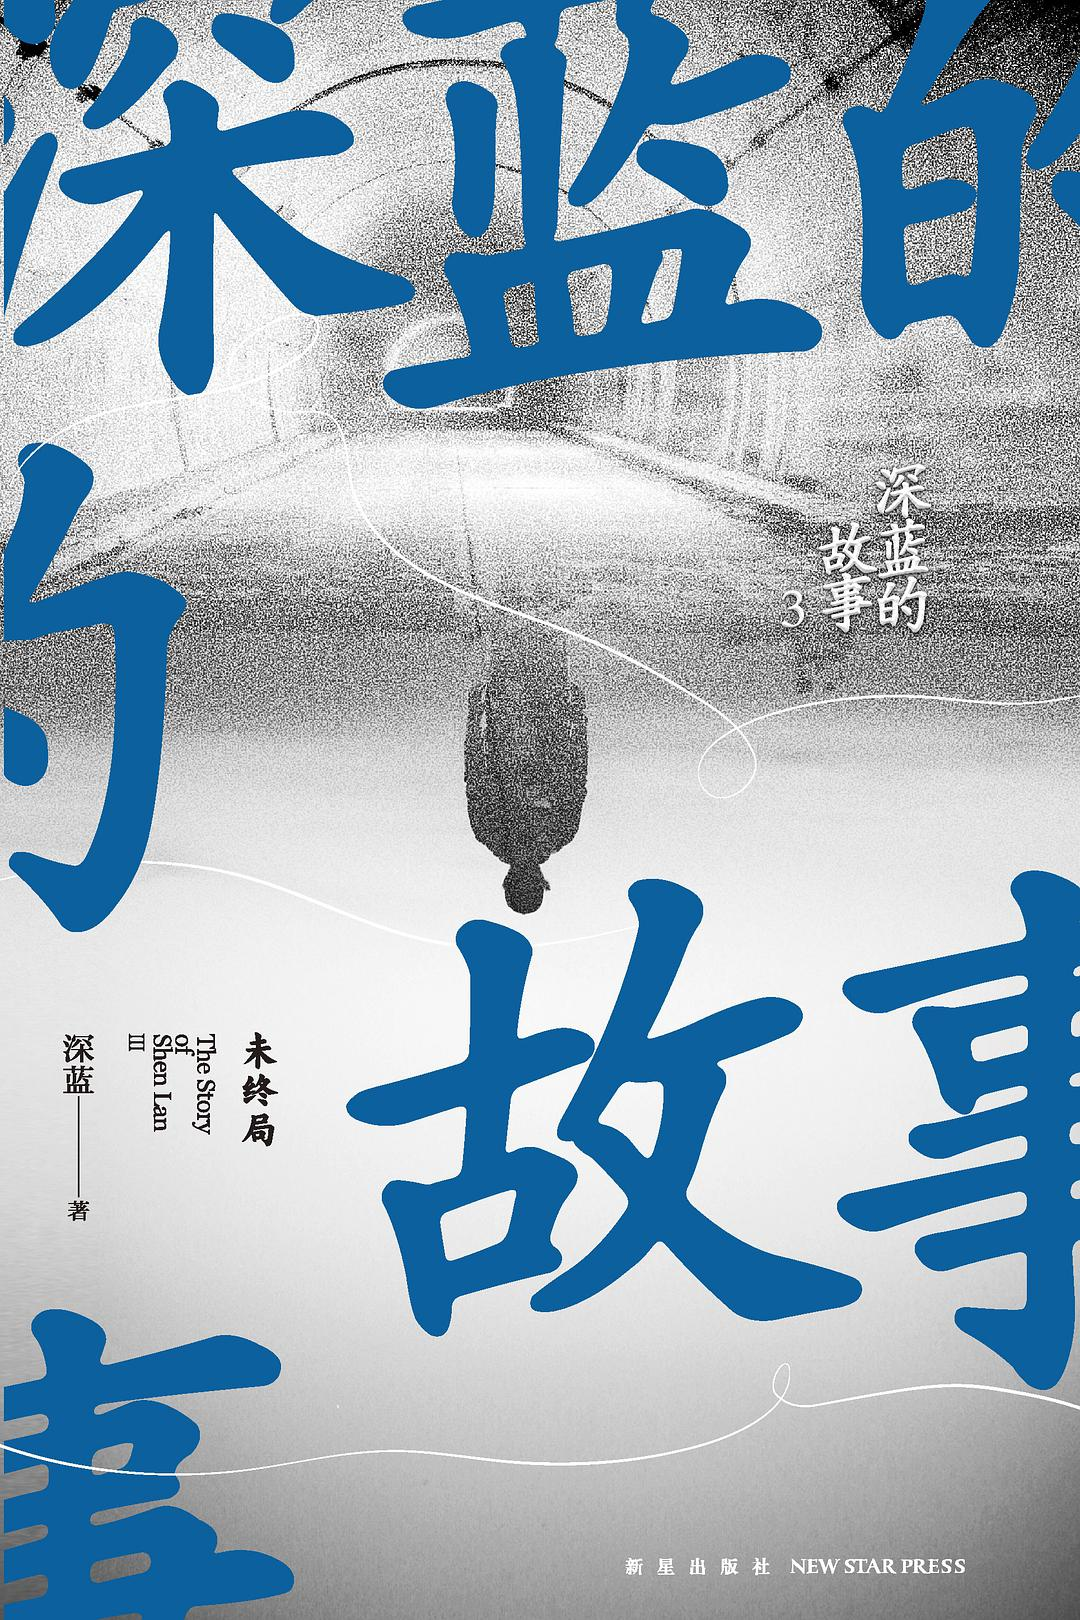 深蓝的
故事
深蓝的
故事
3
未终局
The Story
of
Shen Lan
III
深蓝——著
新星出版社 NEW STAR PRESS